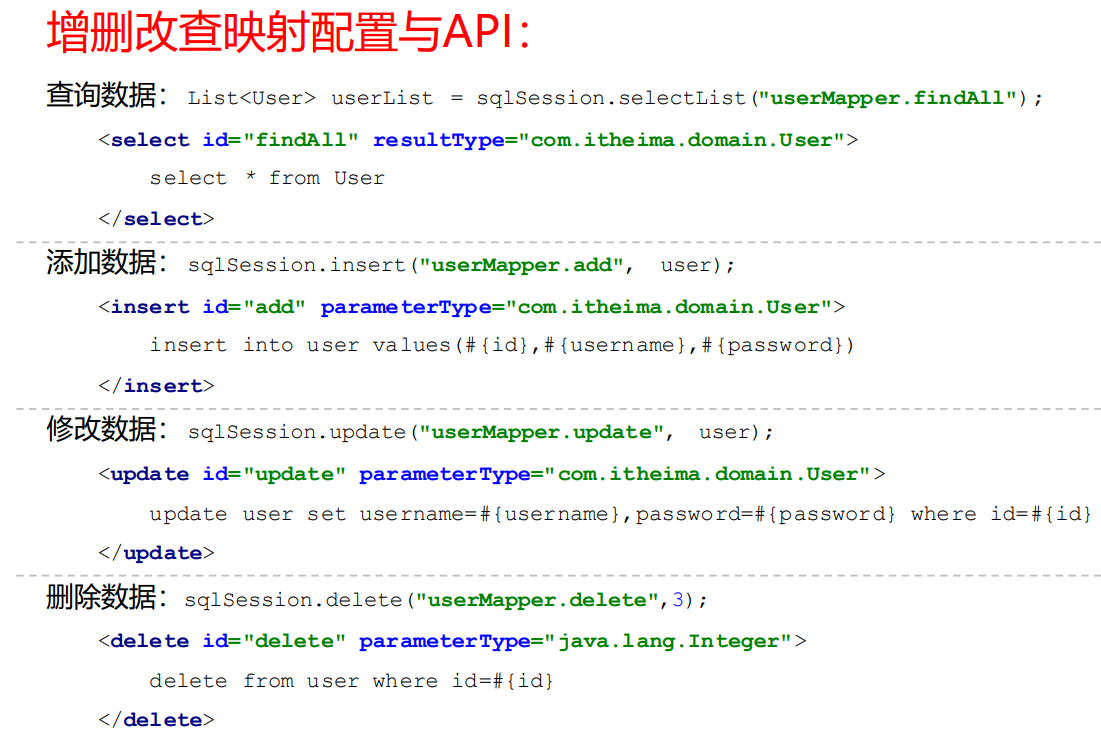 增删改查映射配置与API：
查询数据： List<User> userList = sqlSession.selectList("userMapper.findAll");
<select id="findAll" resultType="com.itheima.domain.User">
select * from User
</select>
添加数据： sqlSession.insert("userMapper.add", user);
<insert id="add" parameterType="com.itheima.domain.User">
insert into user values(#{id},#{username},#{password})
</insert>
修改数据： sqlSession.update("userMapper.update", user);
<update id="update" parameterType="com.itheima.domain.User">
update user set username=#{username},password=#{password} where id=#{id}
</update>
删除数据： sqlSession.delete("userMapper.delete",3);
<delete id="delete" parameterType="java.lang.Integer">
delete from user where id=#{id}
</delete>